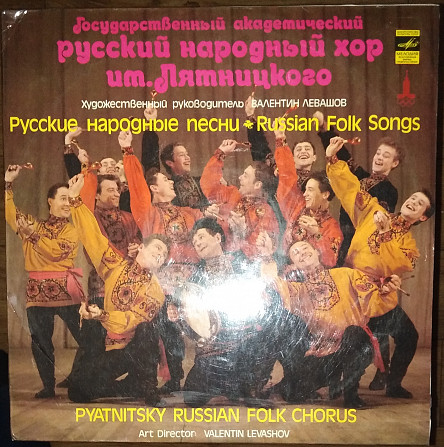 Государственный академический
русский народный хор
им. Пятницкого
Художественный руководитель ВАЛЕНТИН ЛЕВАШОВ
Русские народные песни * Russian Folk Songs
PYATNITSKY RUSSIAN FOLK CHORUS
Art Director VALENTIN LEVASHOV